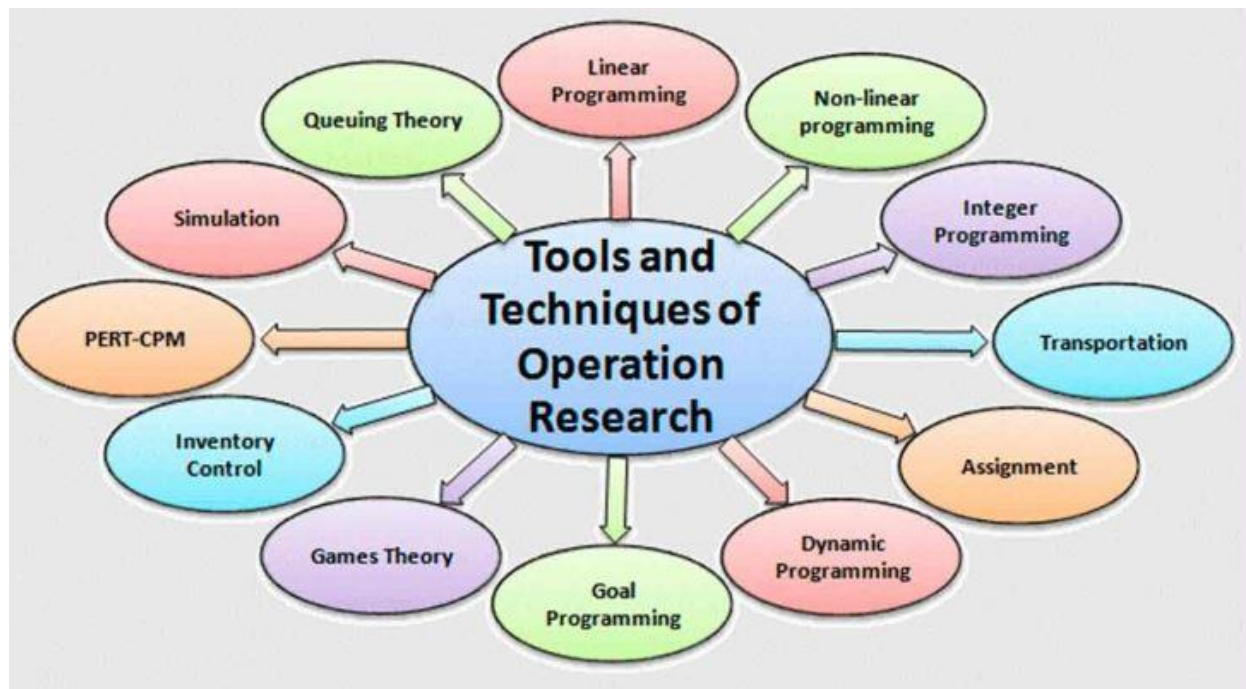 Linear
Programming
Non-linear
programming
Queuing Theory
Integer
Programming
Simulation
Tools and
Techniques of
Operation
Research
PERT-CPM
Transportation
Inventory
Control
Assignment
Games Theory
Dynamic
Programming
Goal
Programming